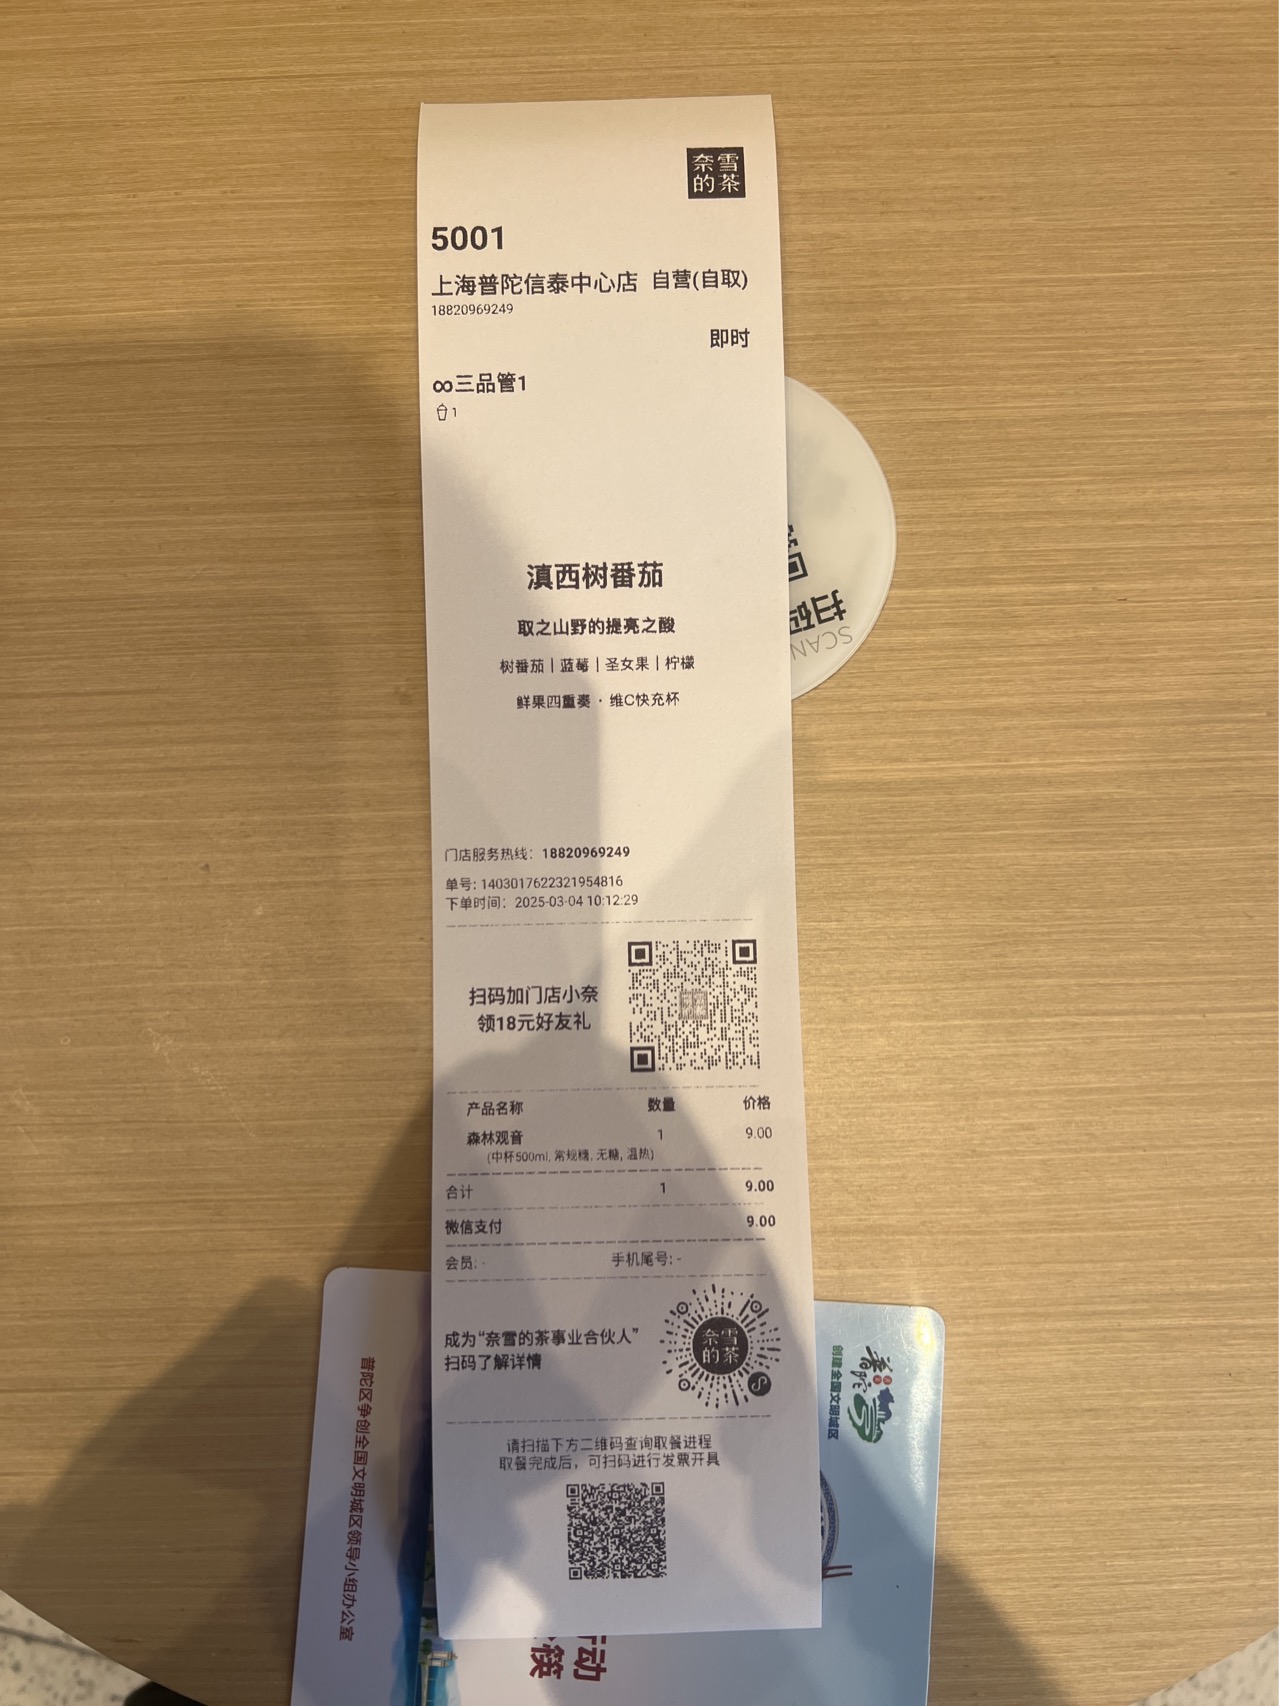 奈雪
的茶
5001
上海普陀信泰中心店 自营(自取)
18820969249
即时
∞三品管1
1
滇西树番茄
取之山野的提亮之酸
树番茄｜蓝莓｜圣女果｜柠檬
鲜果四重奏·维C快充杯
门店服务热线：18820969249
单号: 1403017622321954816
下单时间：2025-03-04 10:12:29
扫码加门店小奈
领18元好友礼
产品名称 数量 价格
森林观音 1 9.00
(中杯500ml, 常规糖, 无糖, 温热)
合计 1 9.00
微信支付 9.00
会员: - 手机尾号: -
成为“奈雪的茶事业合伙人”
扫码了解详情
奈雪
的茶
请扫描下方二维码查询取餐进程
取餐完成后，可扫码进行发票开具
扫码
SCAN
普陀
创建全国文明城区
普陀区争创全国文明城区领导小组办公室
行动
筷